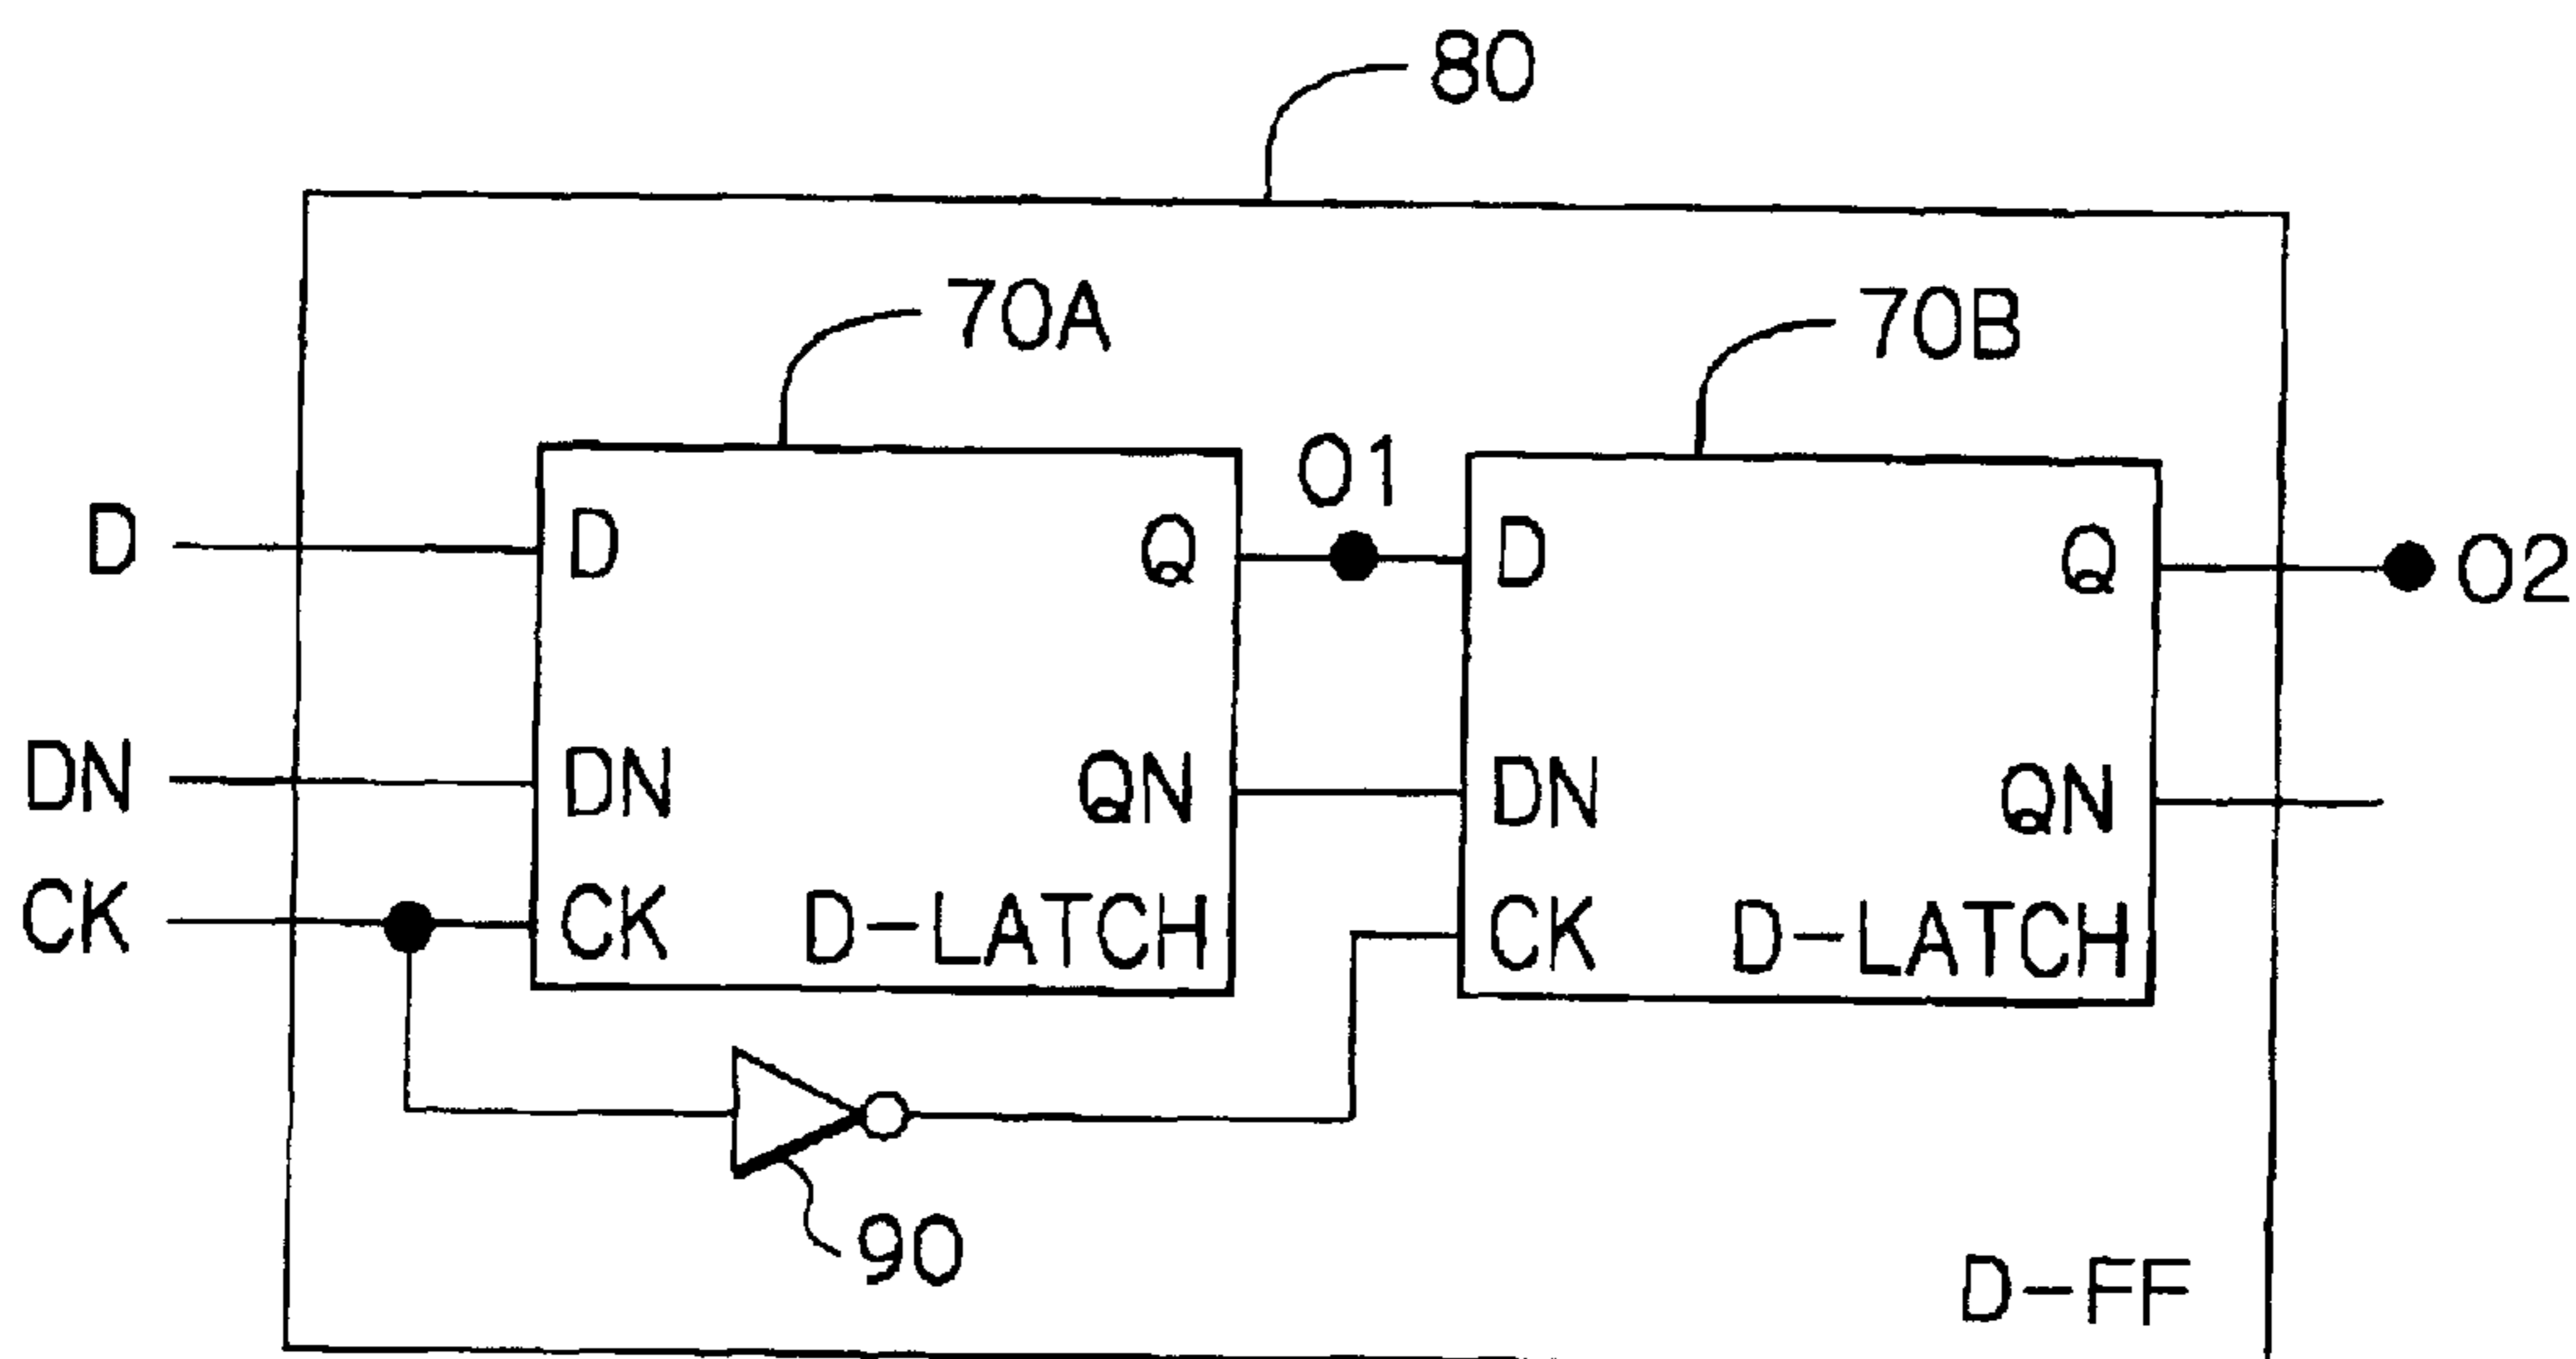 80
70A
70B
D
D
Q
O1
D
Q
O2
DN
DN
QN
DN
QN
CK
CK
D-LATCH
CK
D-LATCH
90
D-FF